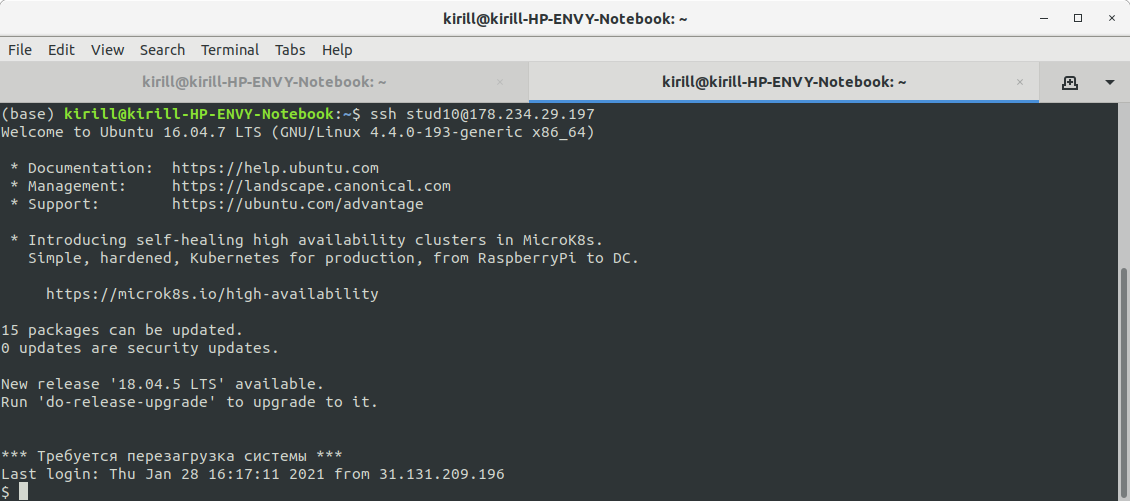 kirill@kirill-HP-ENVY-Notebook: ~
File Edit View Search Terminal Tabs Help
kirill@kirill-HP-ENVY-Notebook: ~ kirill@kirill-HP-ENVY-Notebook: ~
(base) kirill@kirill-HP-ENVY-Notebook:~$ ssh stud10@178.234.29.197
Welcome to Ubuntu 16.04.7 LTS (GNU/Linux 4.4.0-193-generic x86_64)
* Documentation: https://help.ubuntu.com
* Management: https://landscape.canonical.com
* Support: https://ubuntu.com/advantage
* Introducing self-healing high availability clusters in MicroK8s.
Simple, hardened, Kubernetes for production, from RaspberryPi to DC.
https://microk8s.io/high-availability
15 packages can be updated.
0 updates are security updates.
New release '18.04.5 LTS' available.
Run 'do-release-upgrade' to upgrade to it.
*** Требуется перезагрузка системы ***
Last login: Thu Jan 28 16:17:11 2021 from 31.131.209.196
$